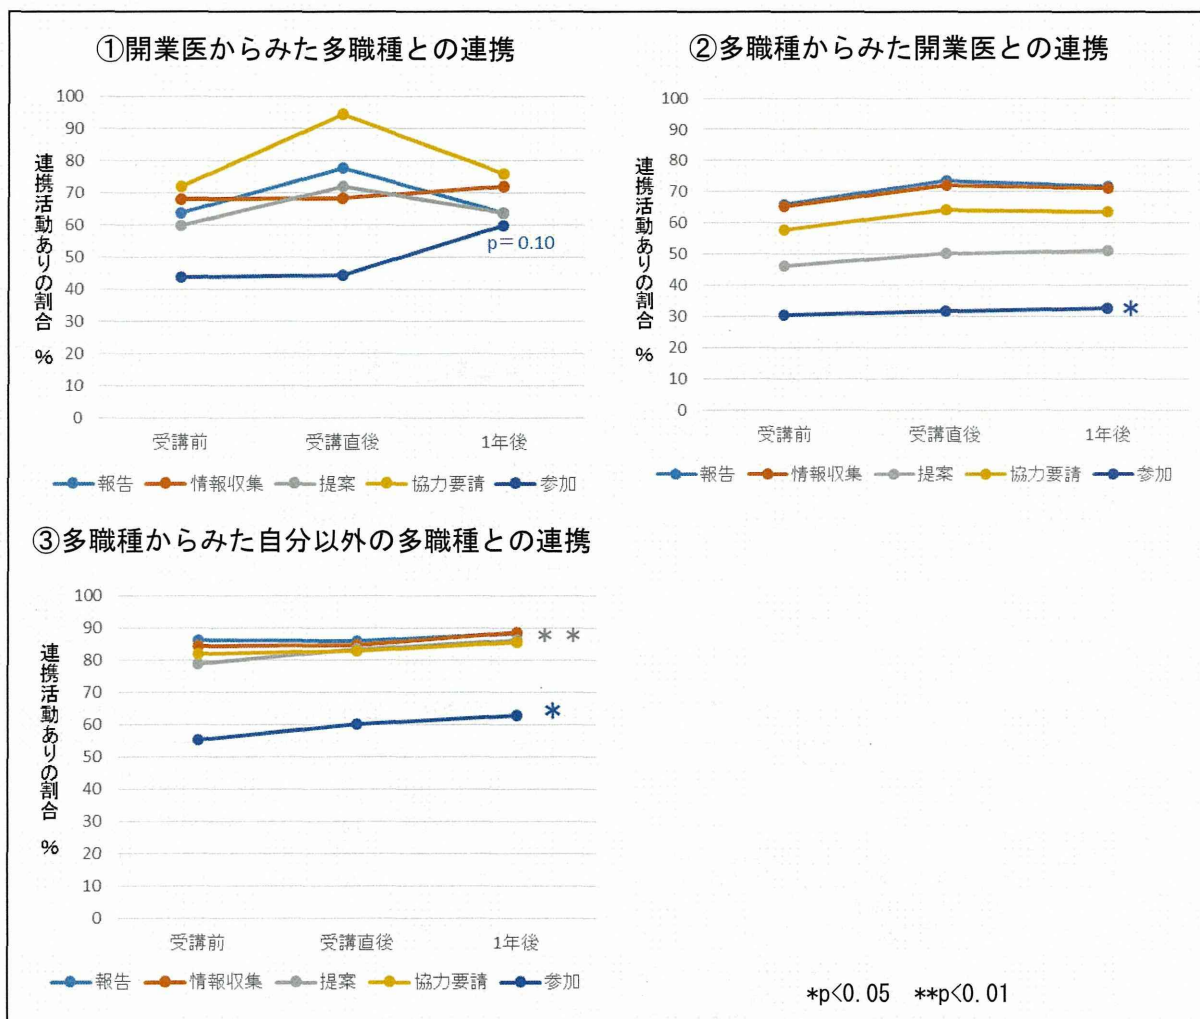 ①開業医からみた多職種との連携
連携活動ありの割合 %
100
90
80
70
60
50
40
30
20
10
0
p＝0.10
受講前 受講直後 1年後
報告 情報収集 提案 協力要請 参加
②多職種からみた開業医との連携
連携活動ありの割合 %
100
90
80
70
60
50
40
30
20
10
0
*
受講前 受講直後 1年後
報告 情報収集 提案 協力要請 参加
③多職種からみた自分以外の多職種との連携
連携活動ありの割合 %
100
90
80
70
60
50
40
30
20
10
0
**
*
受講前 受講直後 1年後
報告 情報収集 提案 協力要請 参加
*p<0.05 **p<0.01